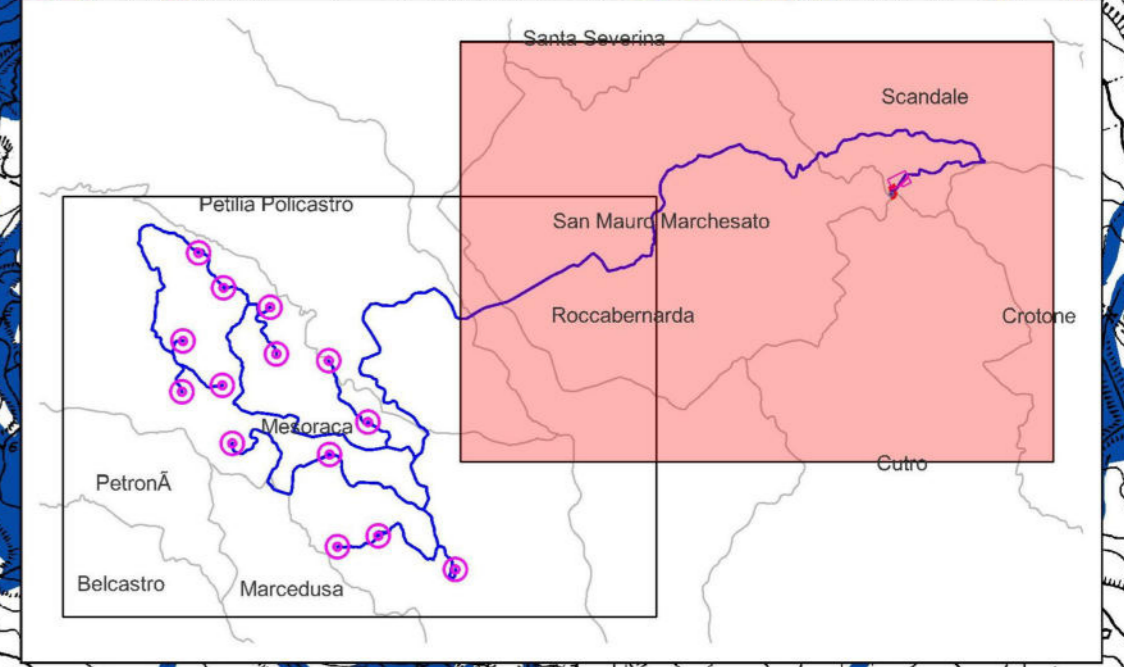 Santa Severina
Scandale
Petilia Policastro
San Mauro Marchesato
Roccabernarda
Crotone
Mesoraca
Cutro
PetronÃ
Belcastro
Marcedusa